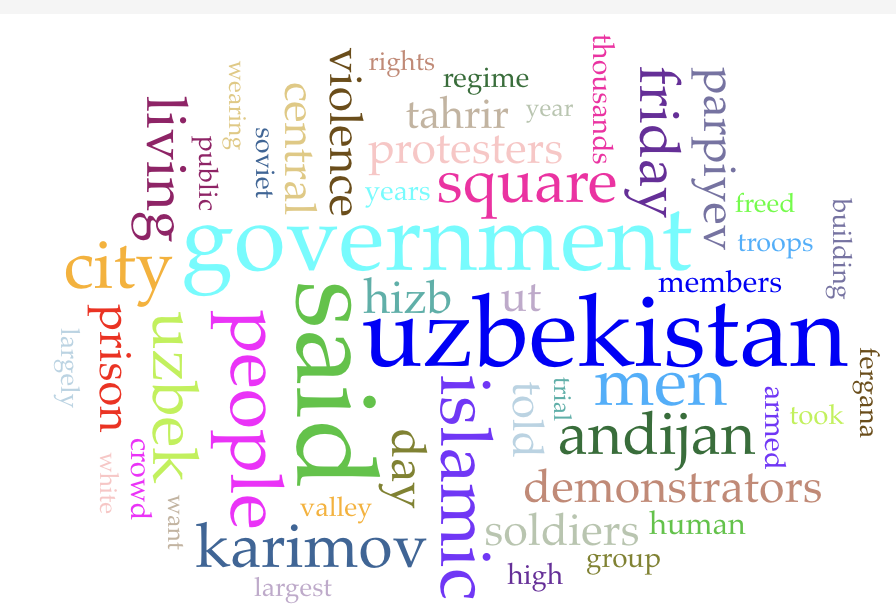 thousands
rights
violence
wearing
regime
friday
parpiyev
central
living
tahrir
year
soviet
public
protesters
square
years
freed
building
government
troops
city
members
said
hizb
ut
uzbekistan
prison
uzbek
people
largely
fergana
men
islamic
told
trial
armed
took
andijan
day
crowd
white
demonstrators
want
valley
karimov
soldiers
human
group
high
largest